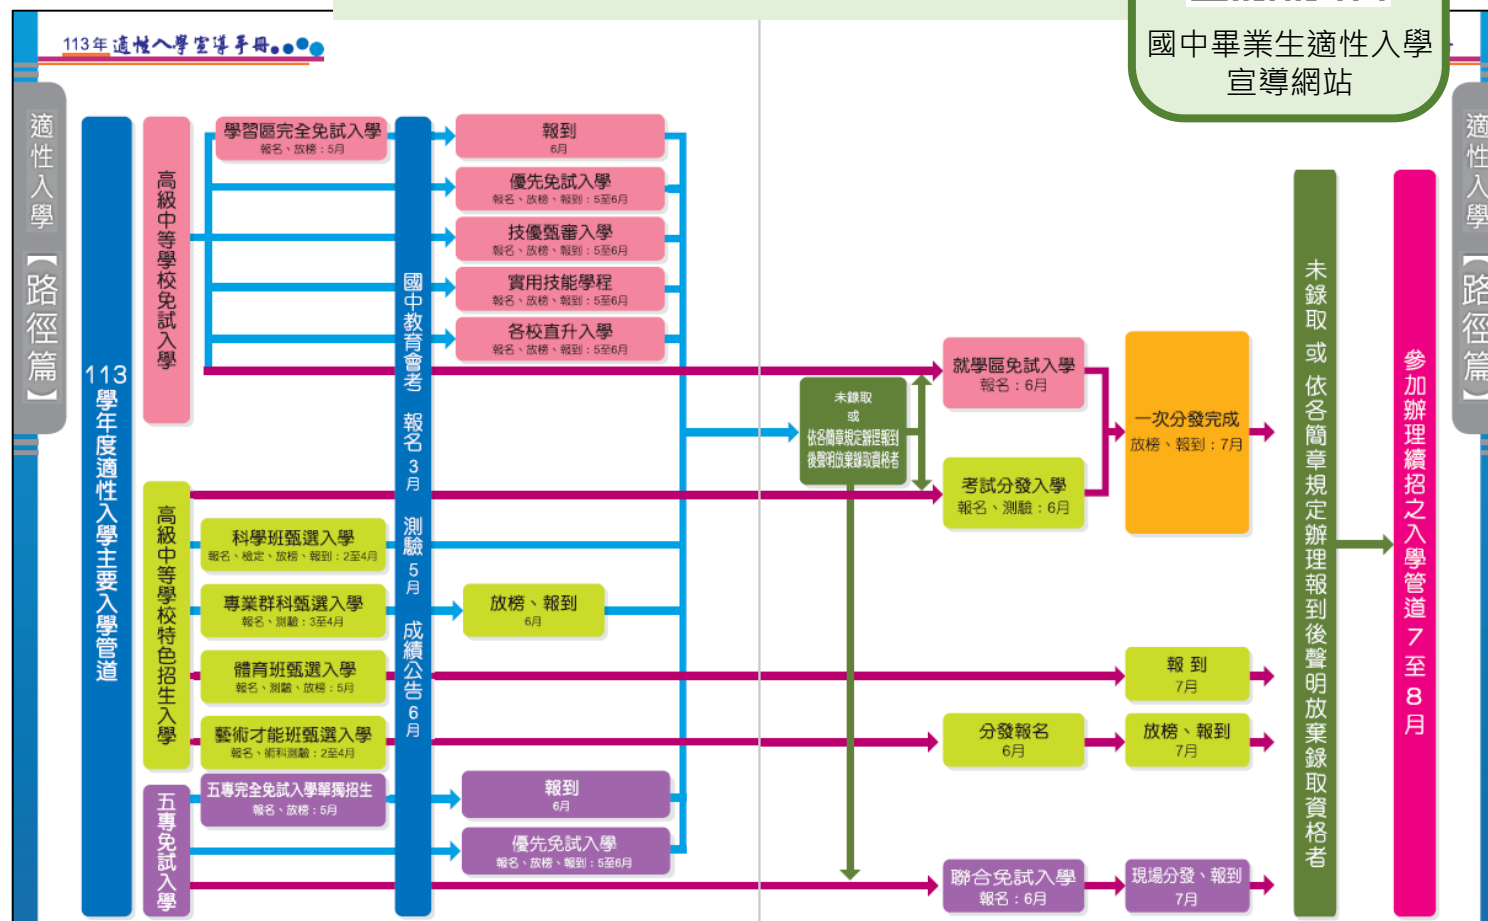 國中畢業生適性入學
宣導網站
113年 適性入學宣導手冊
適性入學【路徑篇】
113學年度適性入學主要入學管道
高級中等學校免試入學
學習區完全免試入學
報名、放榜：5月
報到
6月
優先免試入學
報名、放榜、報到：5至6月
技優甄審入學
報名、放榜、報到：5至6月
實用技能學程
報名、放榜、報到：5至6月
各校直升入學
報名、放榜、報到：5至6月
國中教育會考 報名3月 測驗5月 成績公告6月
未錄取
或
依各簡章規定辦理報到
後聲明放棄錄取資格者
就學區免試入學
報名：6月
考試分發入學
報名、測驗：6月
一次分發完成
放榜、報到：7月
高級中等學校特色招生入學
科學班甄選入學
報名、檢定、放榜、報到：2至4月
專業群科甄選入學
報名、測驗：3至4月
放榜、報到
6月
體育班甄選入學
報名、測驗、放榜：5月
報到
7月
藝術才能班甄選入學
報名、術科測驗：2至4月
分發報名
6月
放榜、報到
7月
五專免試入學
五專完全免試入學單獨招生
報名、放榜：5月
報到
6月
優先免試入學
報名、放榜、報到：5至6月
聯合免試入學
報名：6月
現場分發、報到
7月
未錄取 或 依各簡章規定辦理報到後聲明放棄錄取資格者
參加辦理續招之入學管道7至8月
適性入學【路徑篇】